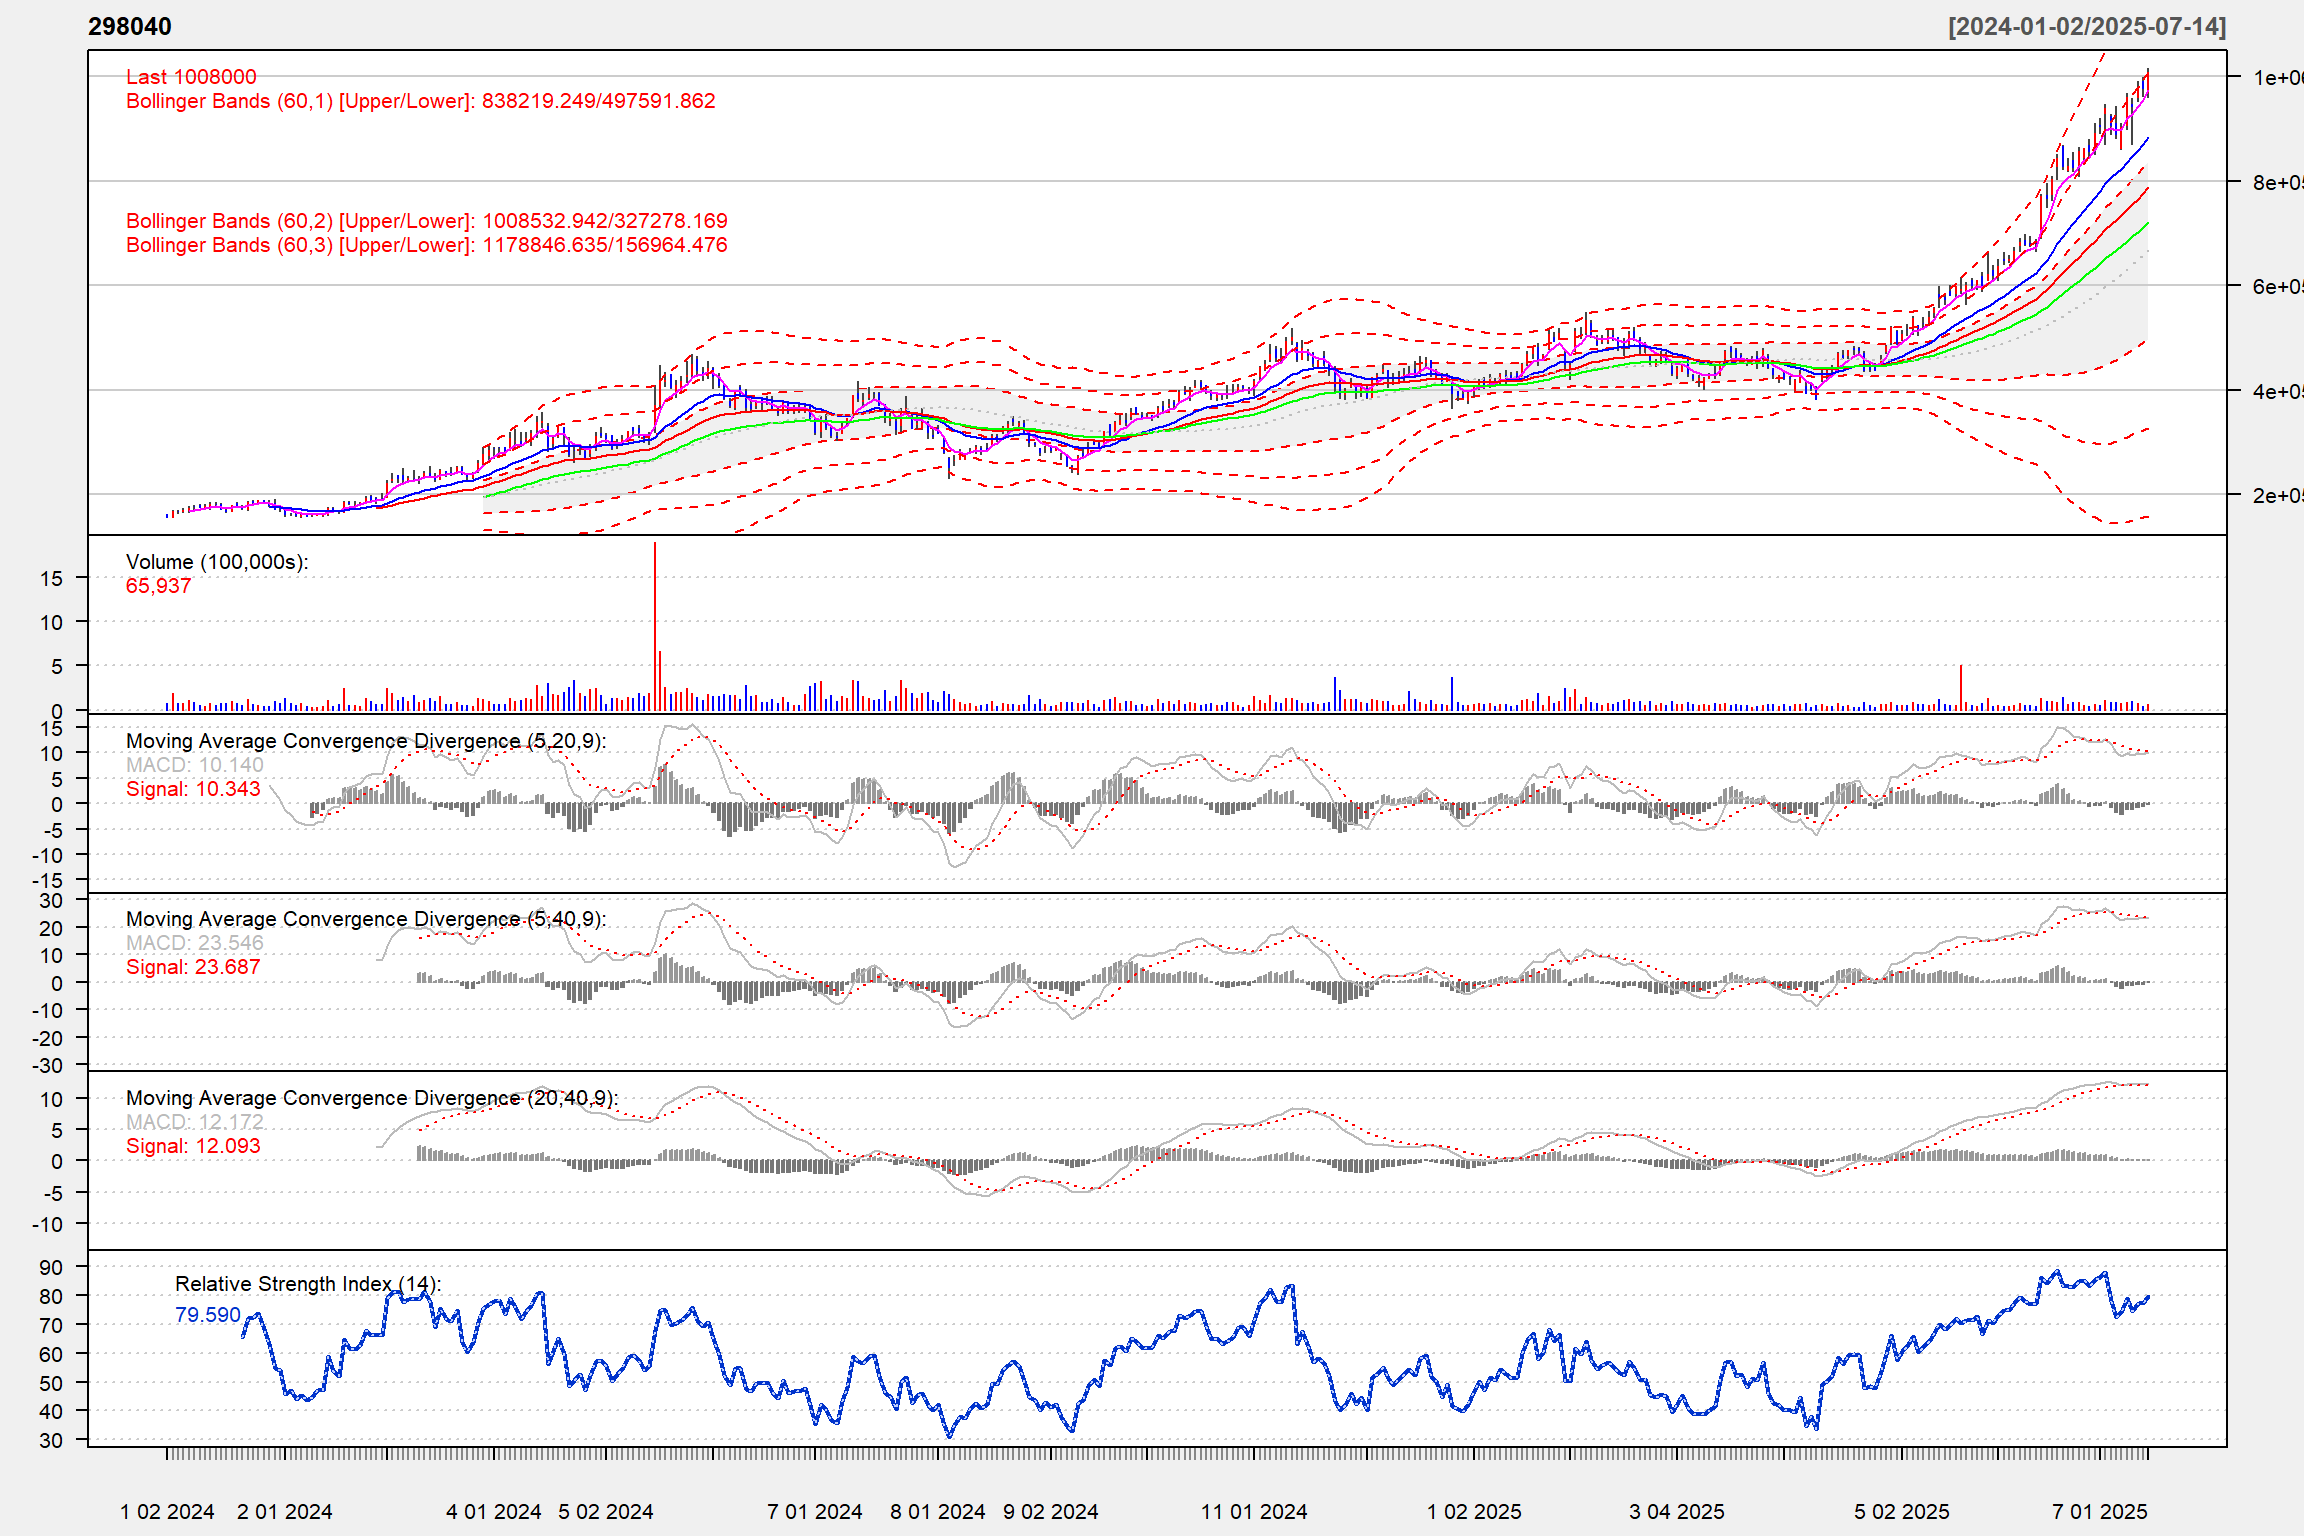 298040 [2024-01-02/2025-07-14]
Last 1008000
Bollinger Bands (60,1) [Upper/Lower]: 838219.249/497591.862
Bollinger Bands (60,2) [Upper/Lower]: 1008532.942/327278.169
Bollinger Bands (60,3) [Upper/Lower]: 1178846.635/156964.476
1e+06
8e+05
6e+05
4e+05
2e+05
Volume (100,000s):
65,937
15
10
5
0
Moving Average Convergence Divergence (5,20,9):
MACD: 10.140
Signal: 10.343
15
10
5
0
-5
-10
-15
Moving Average Convergence Divergence (5,40,9):
MACD: 23.546
Signal: 23.687
30
20
10
0
-10
-20
-30
Moving Average Convergence Divergence (20,40,9):
MACD: 12.172
Signal: 12.093
10
5
0
-5
-10
Relative Strength Index (14):
79.590
90
80
70
60
50
40
30
1 02 2024 2 01 2024 4 01 2024 5 02 2024 7 01 2024 8 01 2024 9 02 2024 11 01 2024 1 02 2025 3 04 2025 5 02 2025 7 01 2025